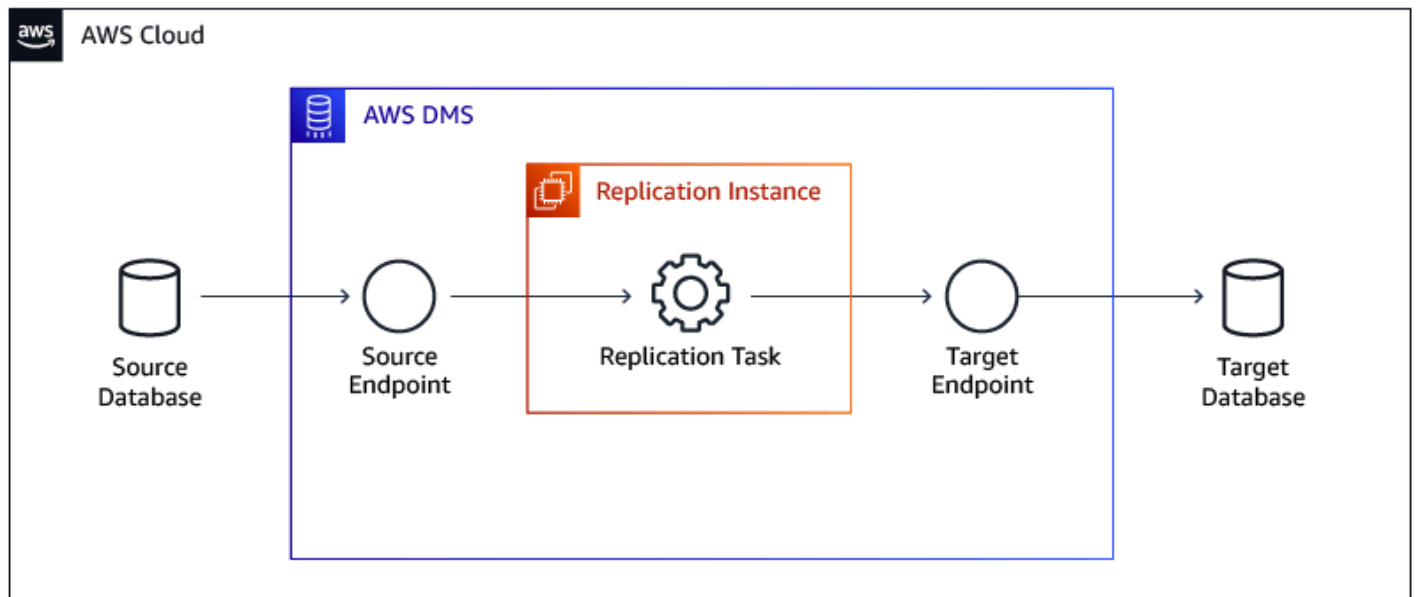 aws
AWS Cloud
AWS DMS
Replication Instance
Source
Database
Source
Endpoint
Replication Task
Target
Endpoint
Target
Database